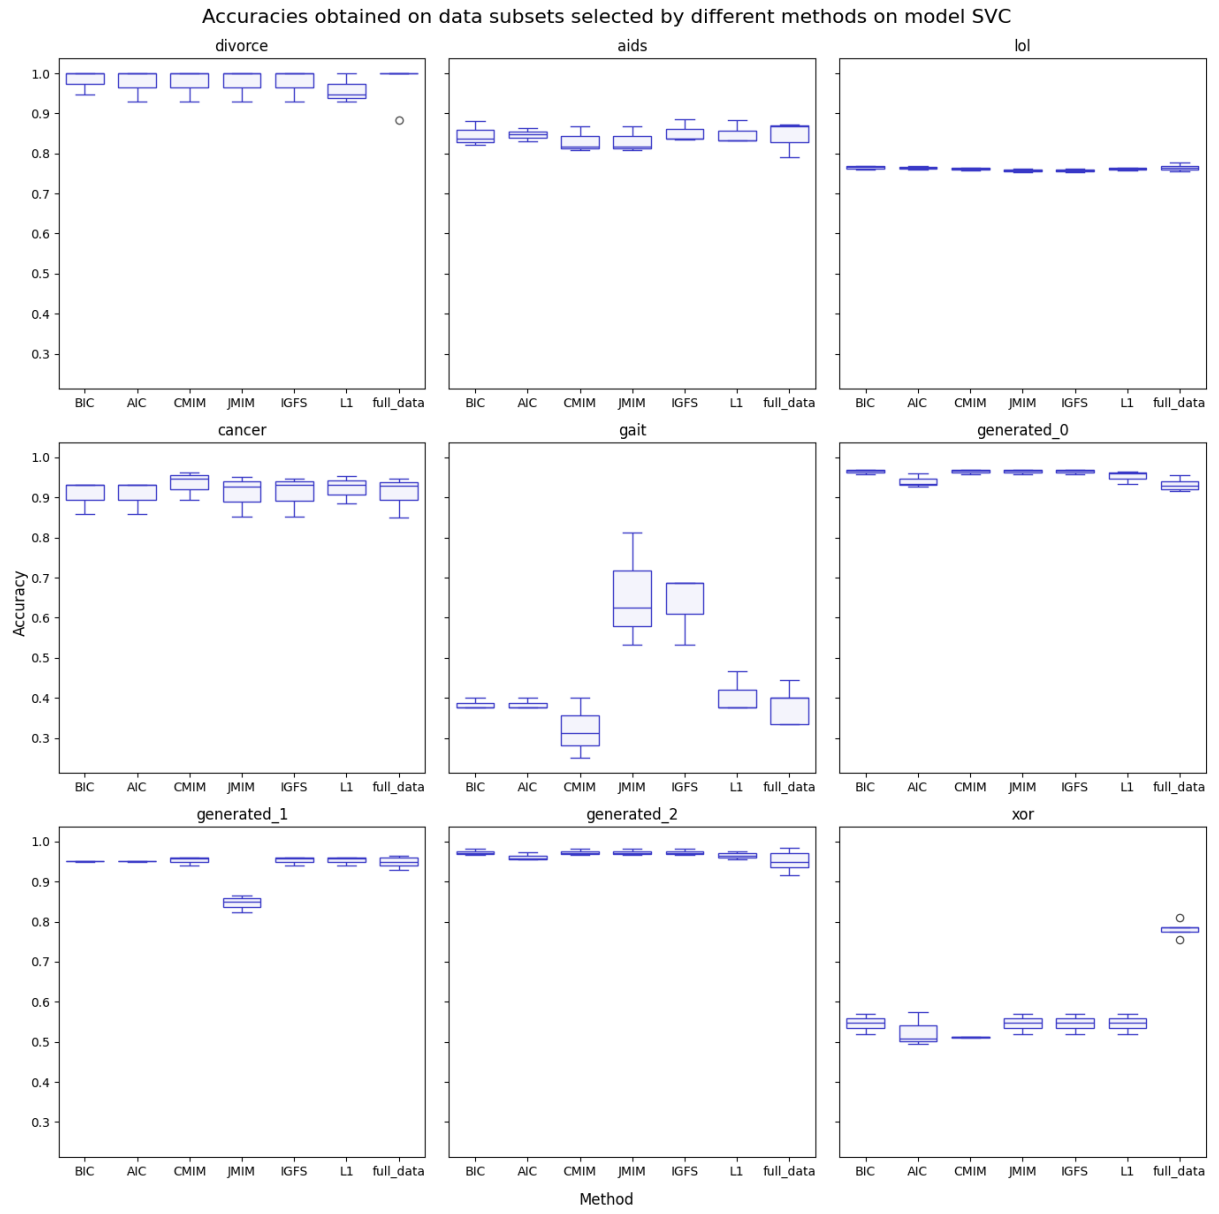 Accuracies obtained on data subsets selected by different methods on model SVC
divorce
aids
lol
1.0
0.9
0.8
0.7
0.6
0.5
0.4
0.3
BIC AIC CMIM JMIM IGFS L1 full_data
BIC AIC CMIM JMIM IGFS L1 full_data
BIC AIC CMIM JMIM IGFS L1 full_data
cancer
gait
generated_0
1.0
0.9
0.8
0.7
0.6
0.5
0.4
0.3
Accuracy
BIC AIC CMIM JMIM IGFS L1 full_data
BIC AIC CMIM JMIM IGFS L1 full_data
BIC AIC CMIM JMIM IGFS L1 full_data
generated_1
generated_2
xor
1.0
0.9
0.8
0.7
0.6
0.5
0.4
0.3
BIC AIC CMIM JMIM IGFS L1 full_data
BIC AIC CMIM JMIM IGFS L1 full_data
BIC AIC CMIM JMIM IGFS L1 full_data
Method